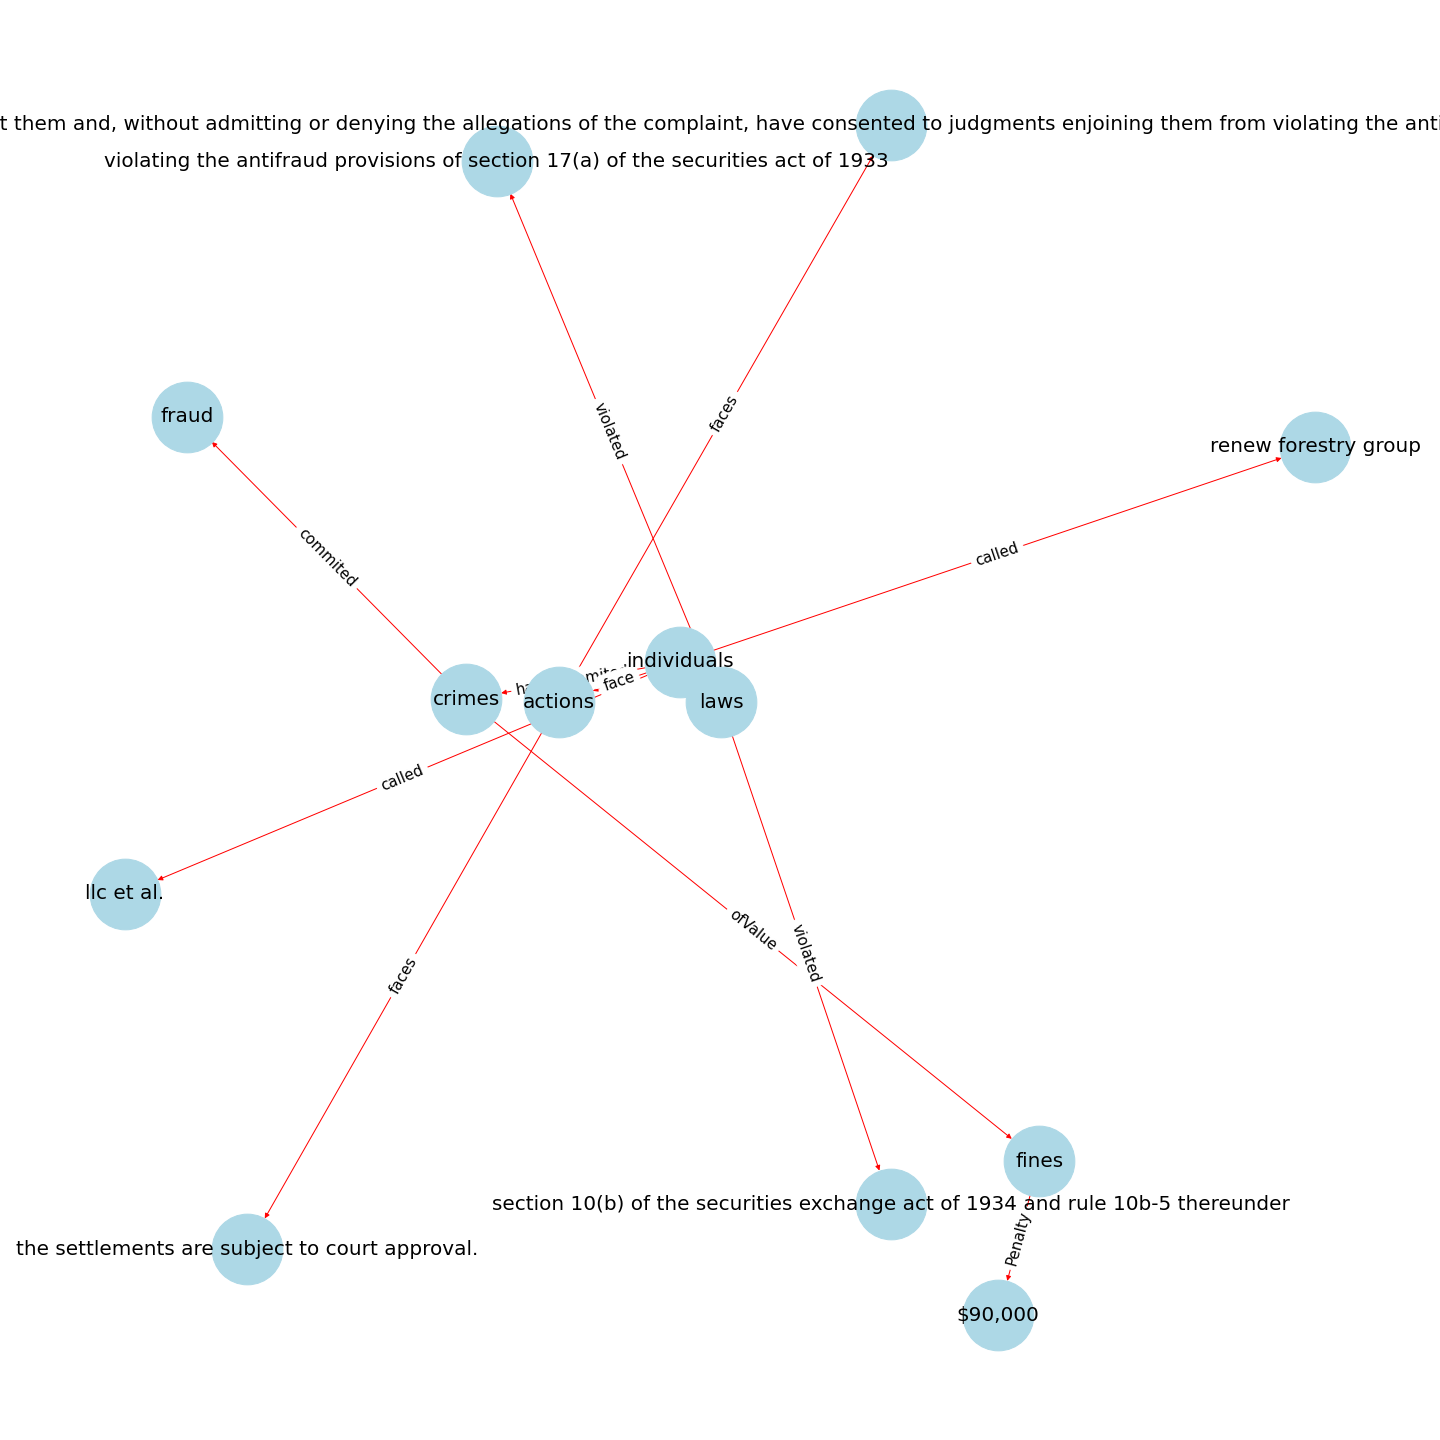 t them and, without admitting or denying the allegations of the complaint, have consented to judgments enjoining them from violating the anti
violating the antifraud provisions of section 17(a) of the securities act of 1933
violated
faces
fraud
renew forestry group
called
commited
individuals
face
crimes
actions
laws
called
llc et al.
ofValue
violated
faces
fines
section 10(b) of the securities exchange act of 1934 and rule 10b-5 thereunder
Penalty
the settlements are subject to court approval.
$90,000